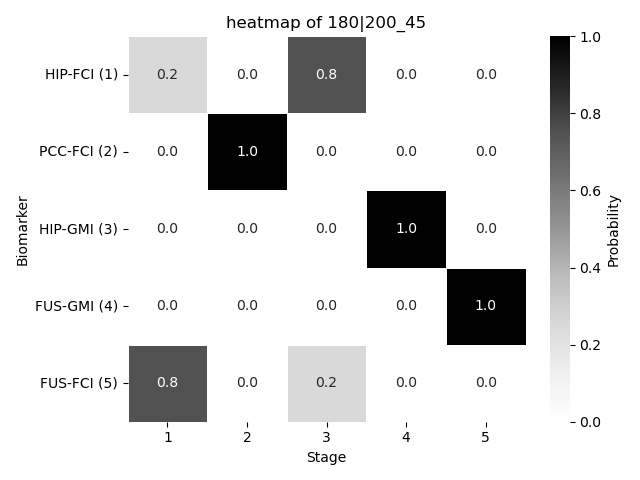 heatmap of 180|200_45
HIP-FCI (1) 0.2 0.0 0.8 0.0 0.0
PCC-FCI (2) 0.0 1.0 0.0 0.0 0.0
HIP-GMI (3) 0.0 0.0 0.0 1.0 0.0
FUS-GMI (4) 0.0 0.0 0.0 0.0 1.0
FUS-FCI (5) 0.8 0.0 0.2 0.0 0.0
1 2 3 4 5
Stage
Biomarker
1.0
0.8
0.6
0.4
0.2
0.0
Probability